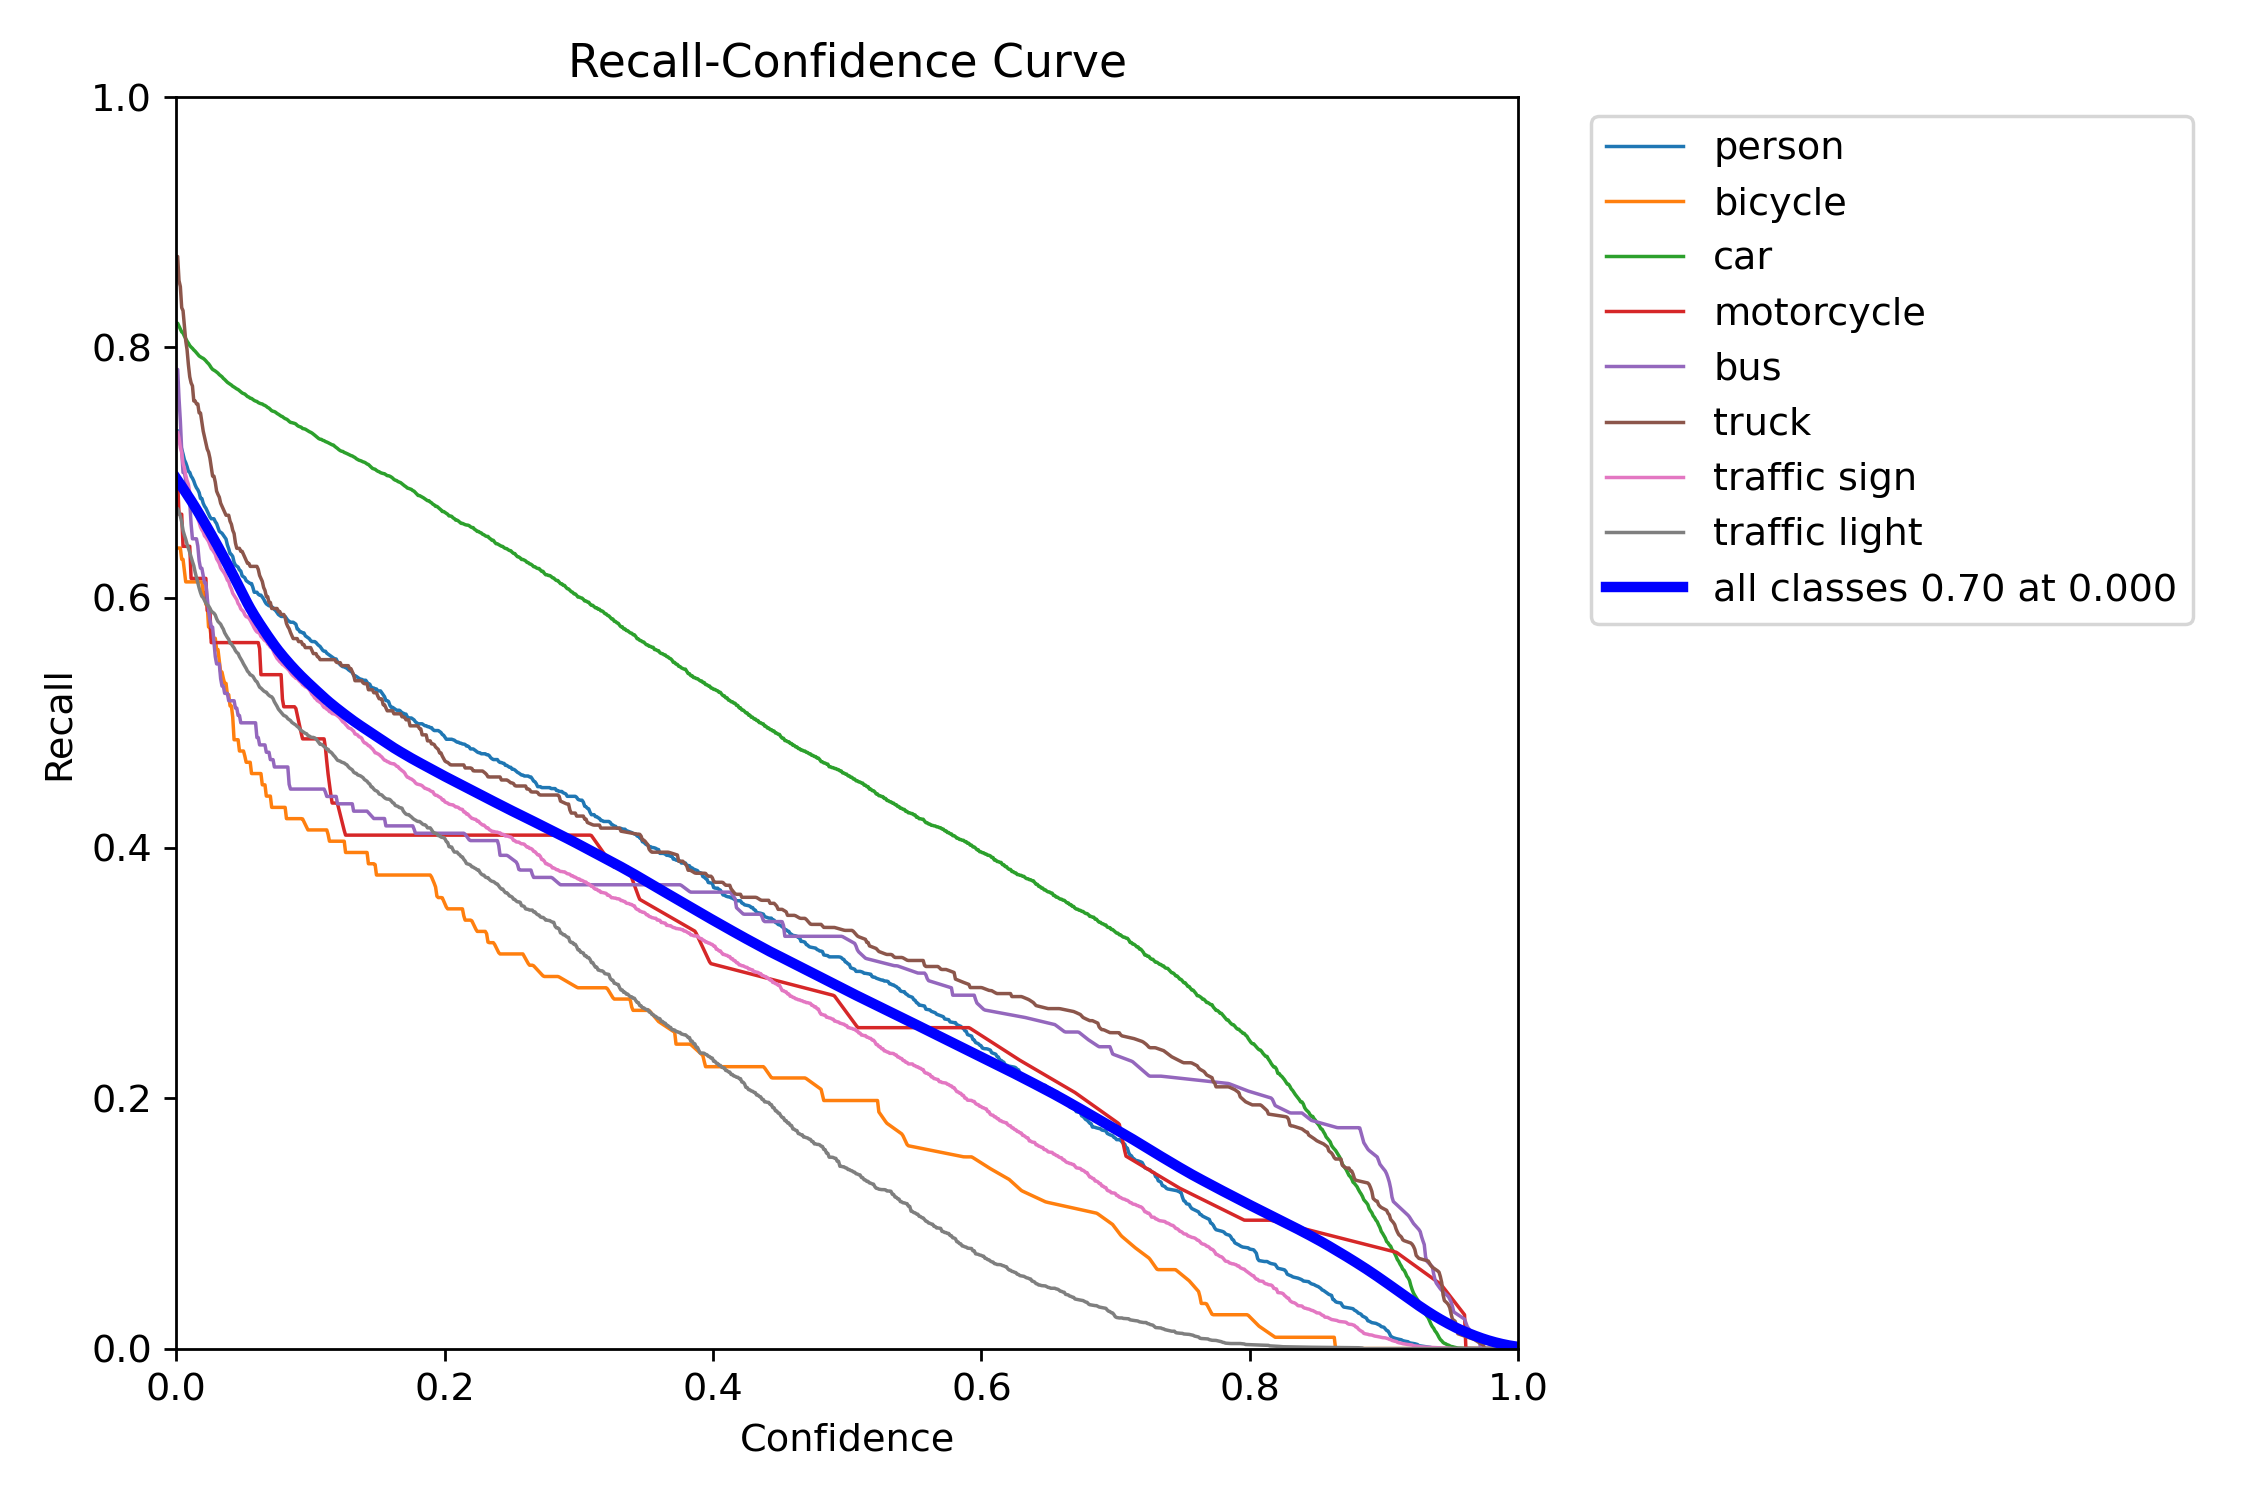 Recall-Confidence Curve
1.0
0.8
0.6
0.4
0.2
0.0
Recall
0.0 0.2 0.4 0.6 0.8 1.0
Confidence
person
bicycle
car
motorcycle
bus
truck
traffic sign
traffic light
all classes 0.70 at 0.000